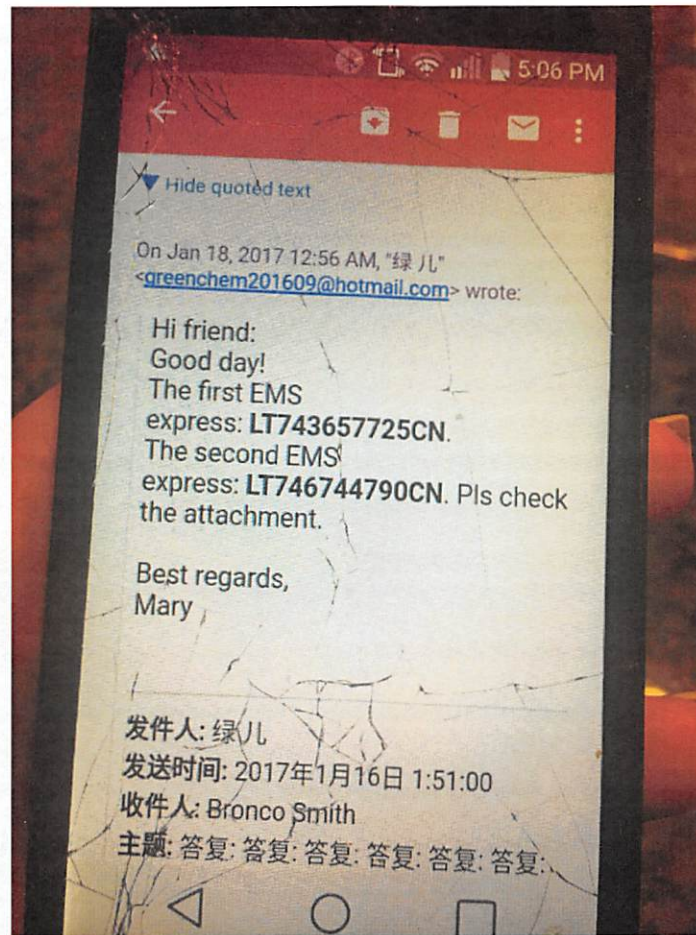 5:06 PM
Hide quoted text
On Jan 18, 2017 12:56 AM, "绿 儿"
<greenchem201609@hotmail.com> wrote:
Hi friend:
Good day!
The first EMS
express: LT743657725CN.
The second EMS
express: LT746744790CN. Pls check
the attachment.
Best regards,
Mary
发件人: 绿 儿
发送时间: 2017年1月16日 1:51:00
收件人: Bronco Smith
主题: 答复: 答复: 答复: 答复: 答复: 答复: